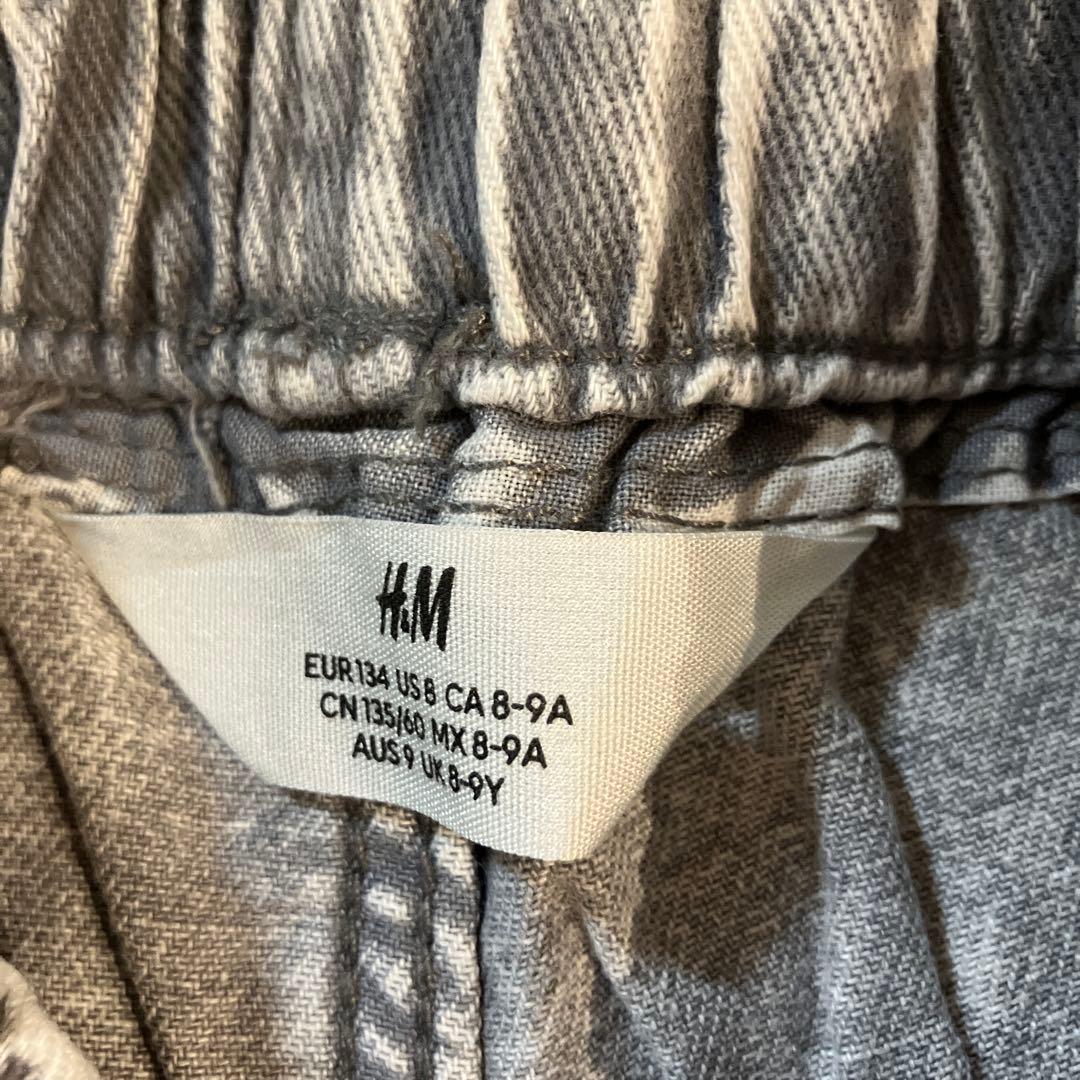 H&M
EUR 134 US 8 CA 8-9A
CN 135/60 MX 8-9A
AUS 9 UK 8-9Y